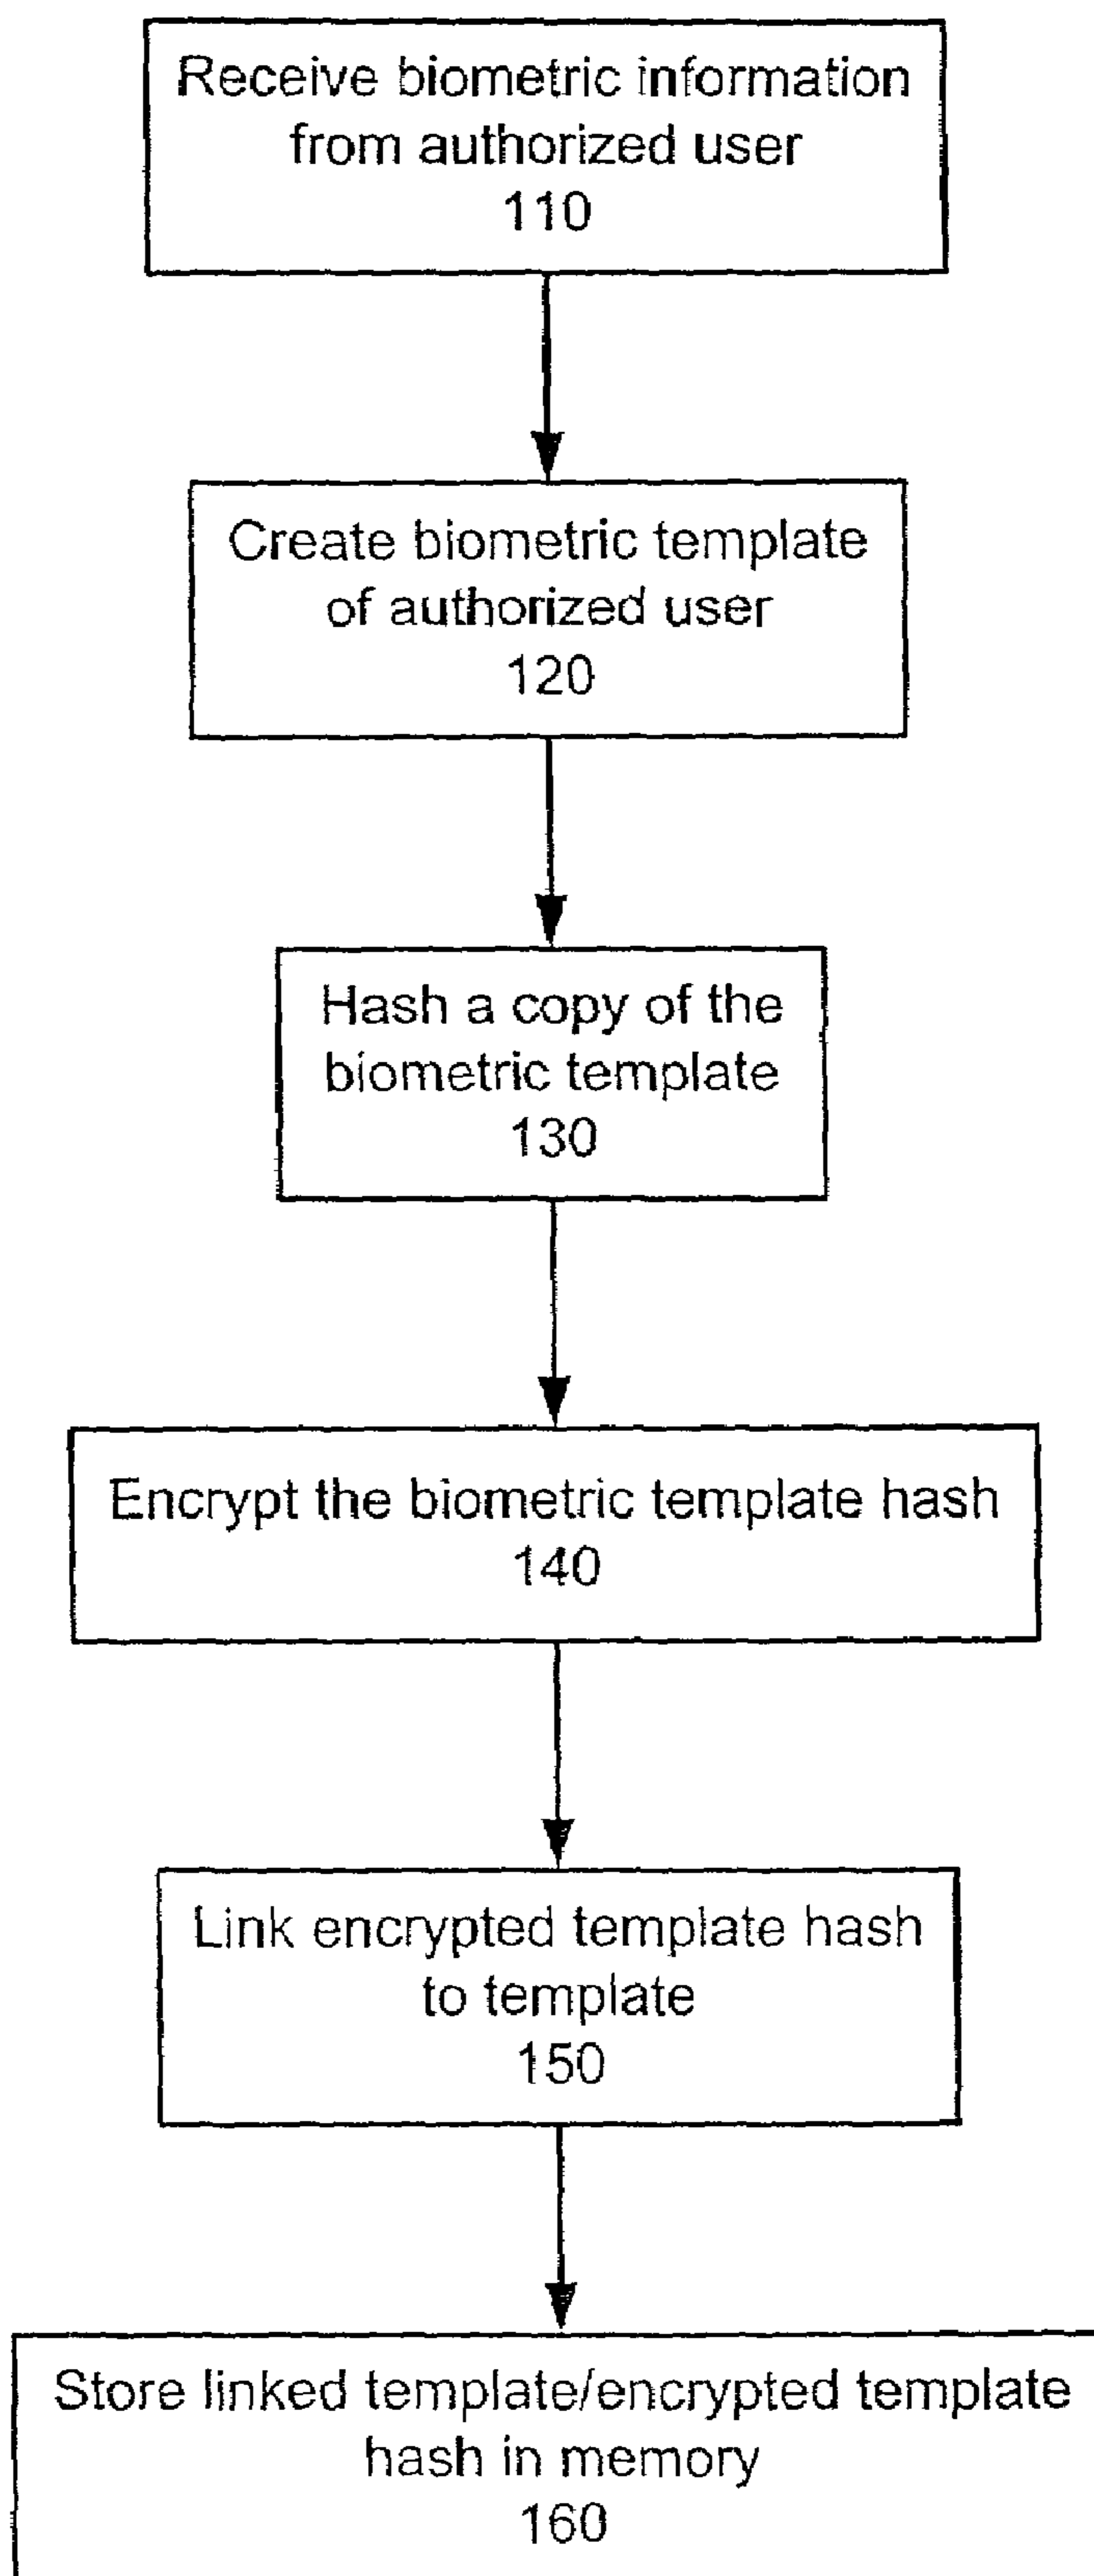 Receive biometric information
from authorized user
110
Create biometric template
of authorized user
120
Hash a copy of the
biometric template
130
Encrypt the biometric template hash
140
Link encrypted template hash
to template
150
Store linked template/encrypted template
hash in memory
160